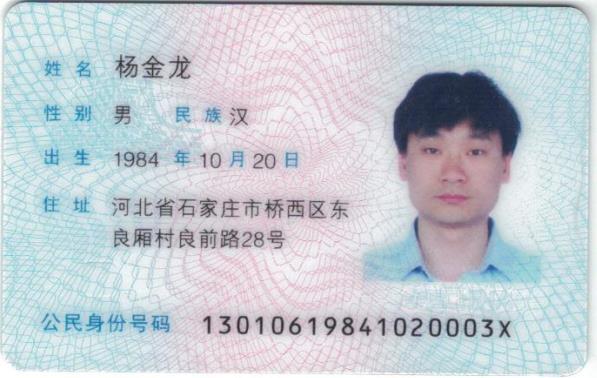 姓名 杨金龙
性别 男 民族 汉
出生 1984 年 10 月 20 日
住址 河北省石家庄市桥西区东
良厢村良前路28号
公民身份号码 13010619841020003X